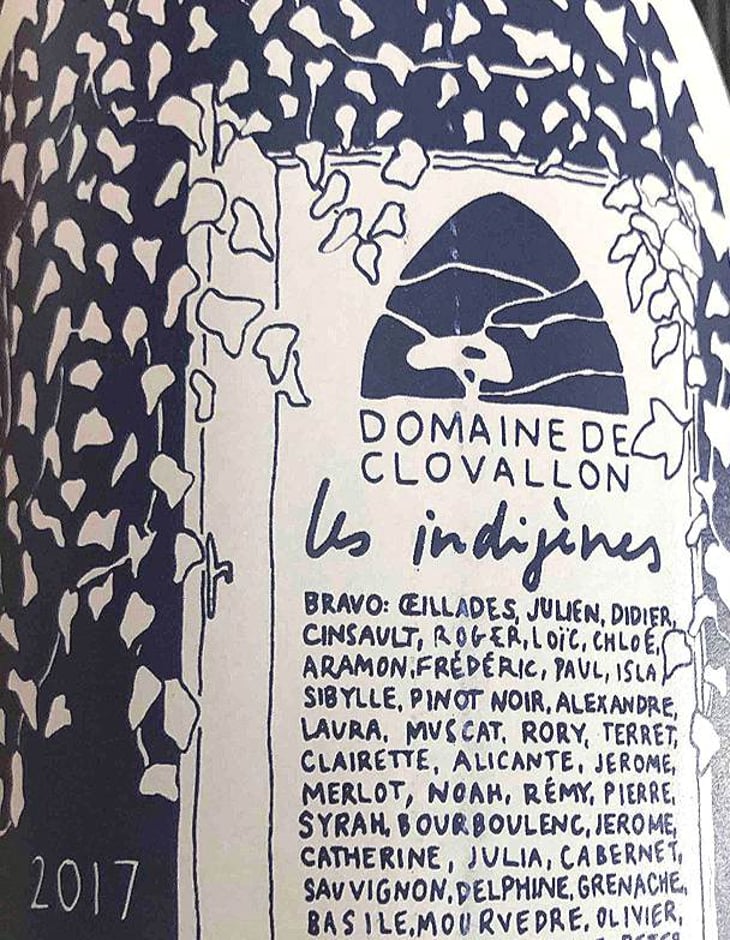 DOMAINE DE
CLOVALLON
les indigènes
BRAVO: ŒILLADES, JULIEN, DIDIER,
CINSAULT, ROGER, LOÏC, CHLOÉ,
ARAMON, FRÉDÉRIC, PAUL, ISLA,
SIBYLLE, PINOT NOIR, ALEXANDRE,
LAURA, MUSCAT, RORY, TERRET,
CLAIRETTE, ALICANTE, JEROME,
MERLOT, NOAH, RÉMY, PIERRE,
SYRAH, BOURBOULENC, JEROME,
CATHERINE, JULIA, CABERNET,
SAUVIGNON, DELPHINE, GRENACHE,
BASILE, MOURVEDRE, OLIVIER,
2017